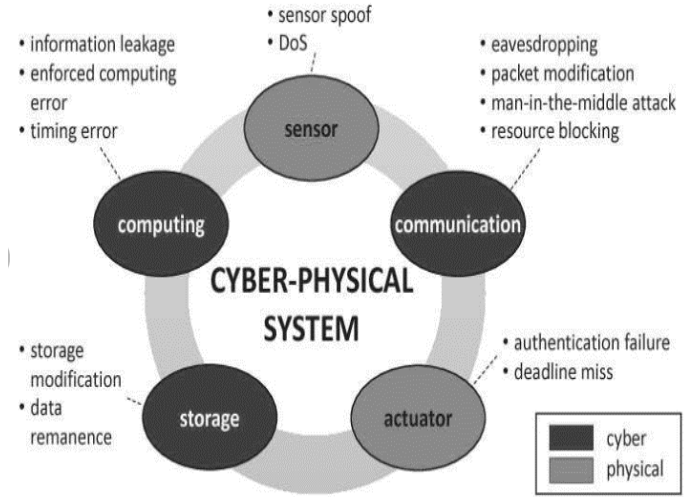 • sensor spoof
• DoS
• information leakage
• enforced computing
error
• timing error
• eavesdropping
• packet modification
• man-in-the-middle attack
• resource blocking
sensor
computing
communication
CYBER-PHYSICAL
SYSTEM
• storage
modification
• data
remanence
• authentication failure
• deadline miss
storage
actuator
cyber
physical